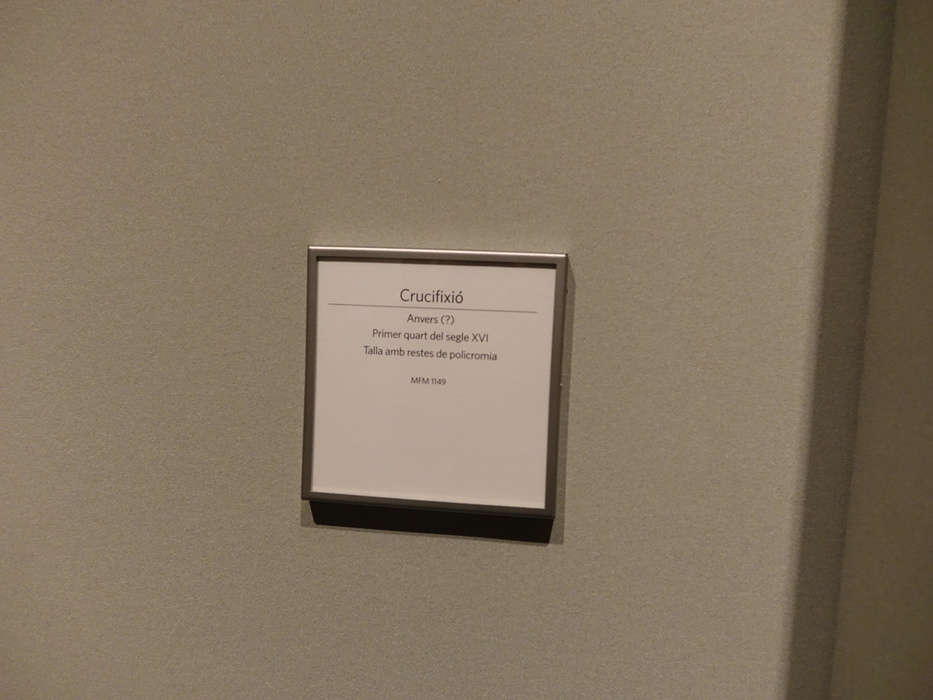 Crucifixió
Anvers (?)
Primer quart del segle XVI
Talla amb restes de policromia
MFM 1149